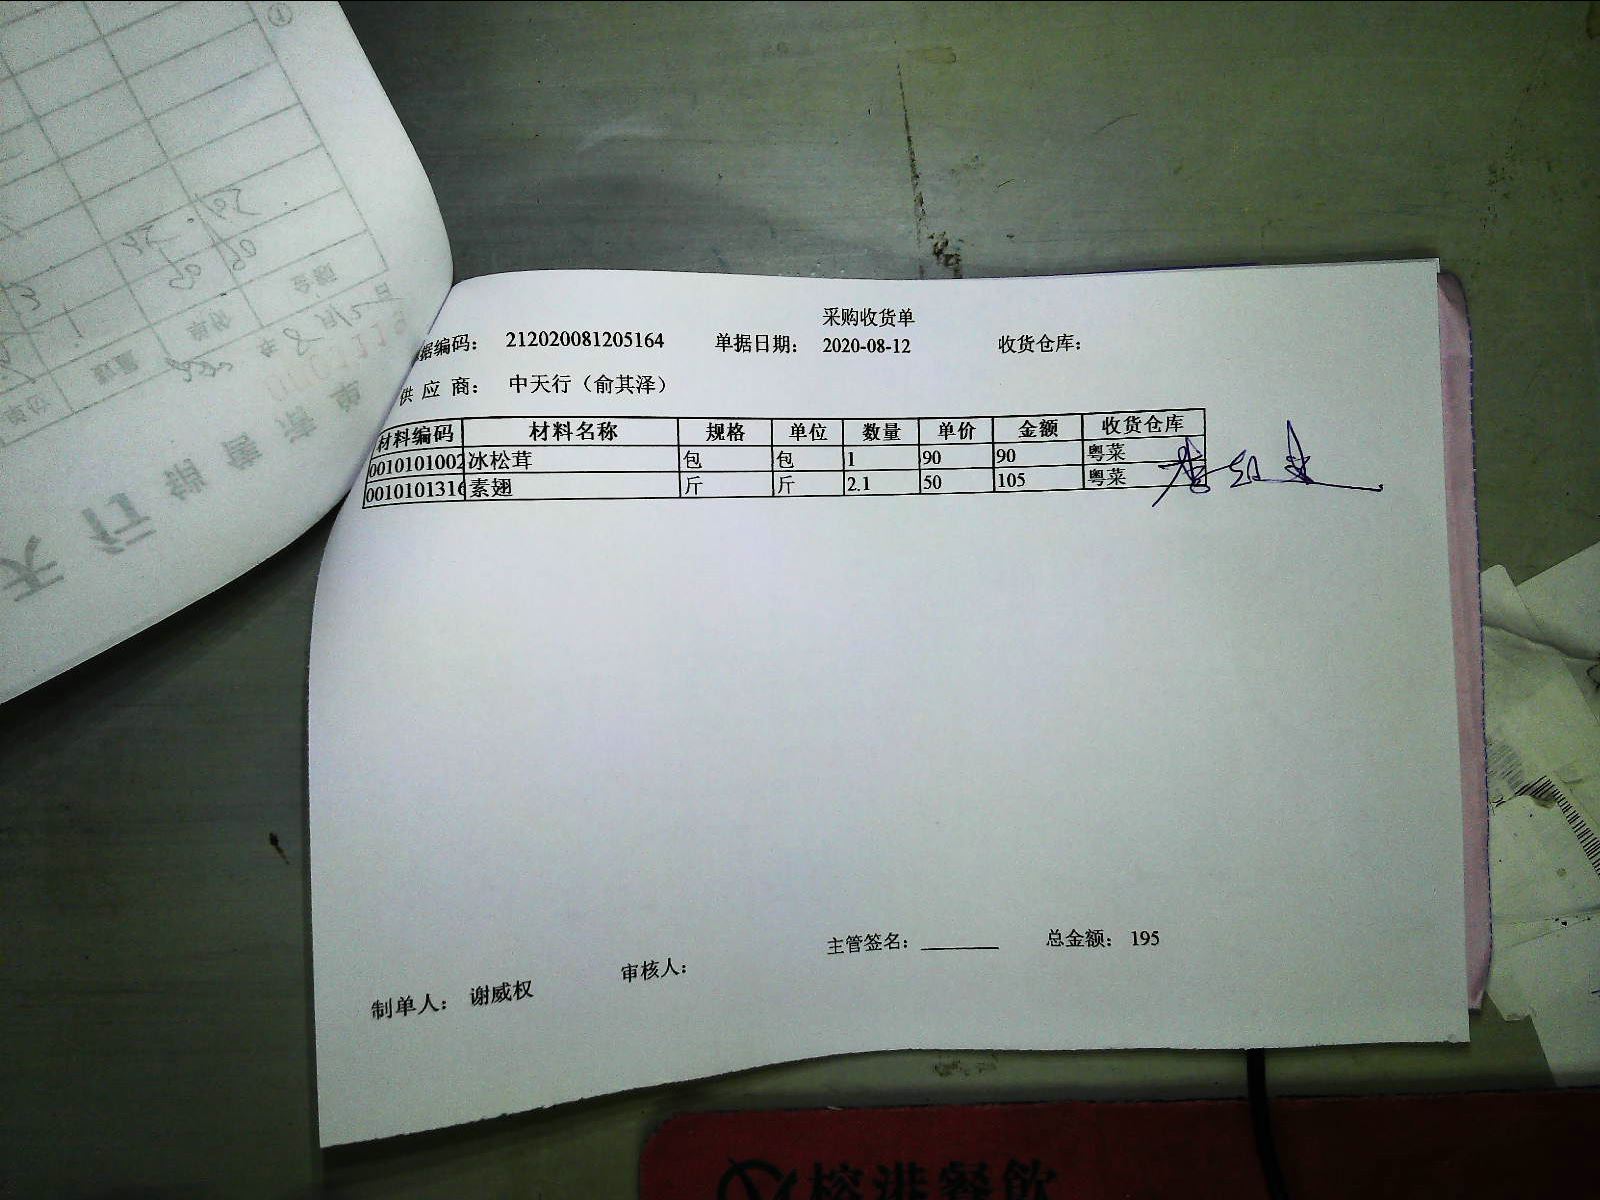 采购收货单
据编码： 212020081205164 单据日期： 2020-08-12 收货仓库：
供 应 商： 中天行（俞其泽）
材料编码 材料名称 规格 单位 数量 单价 金额 收货仓库
0010101002 冰松茸 包 包 1 90 90 粤菜
0010101316 素翅 斤 斤 2.1 50 105 粤菜
主管签名： 总金额： 195
制单人： 谢威权 审核人：
榕港餐飲